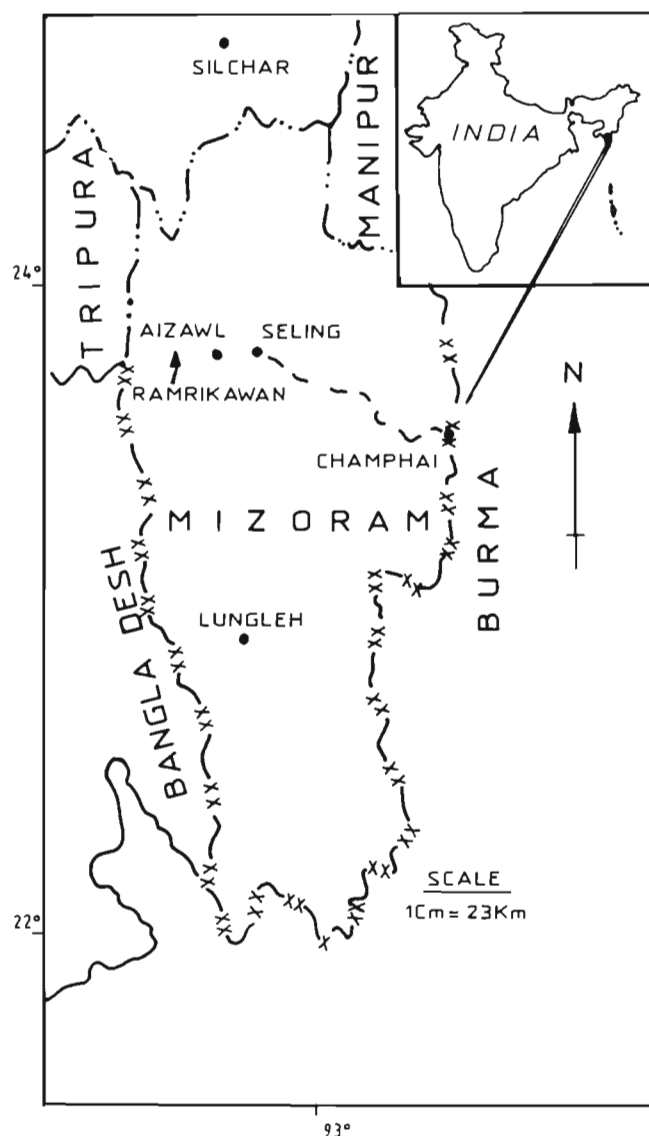 SILCHAR
MANIPUR
INDIA
TRIPURA
24°
AIZAWL
SELING
RAMRIKAWAN
N
CHAMPHAI
MIZORAM
BURMA
BANGLA DESH
LUNGLEH
SCALE
1Cm = 23Km
22°
93°